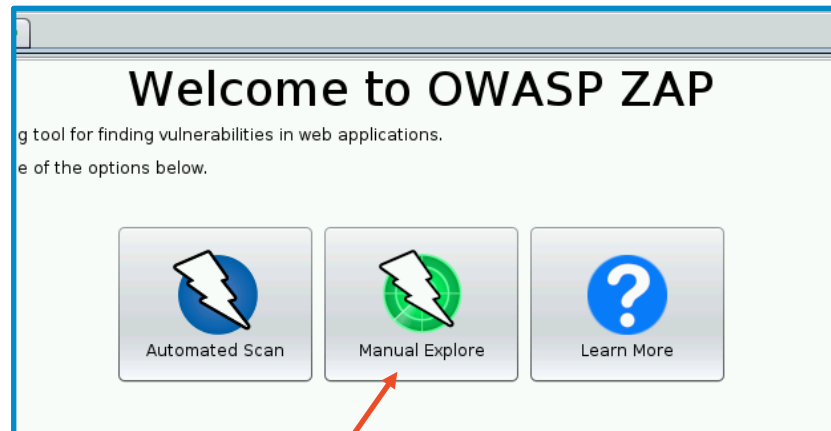 Welcome to OWASP ZAP
g tool for finding vulnerabilities in web applications.
e of the options below.
Automated Scan
Manual Explore
Learn More